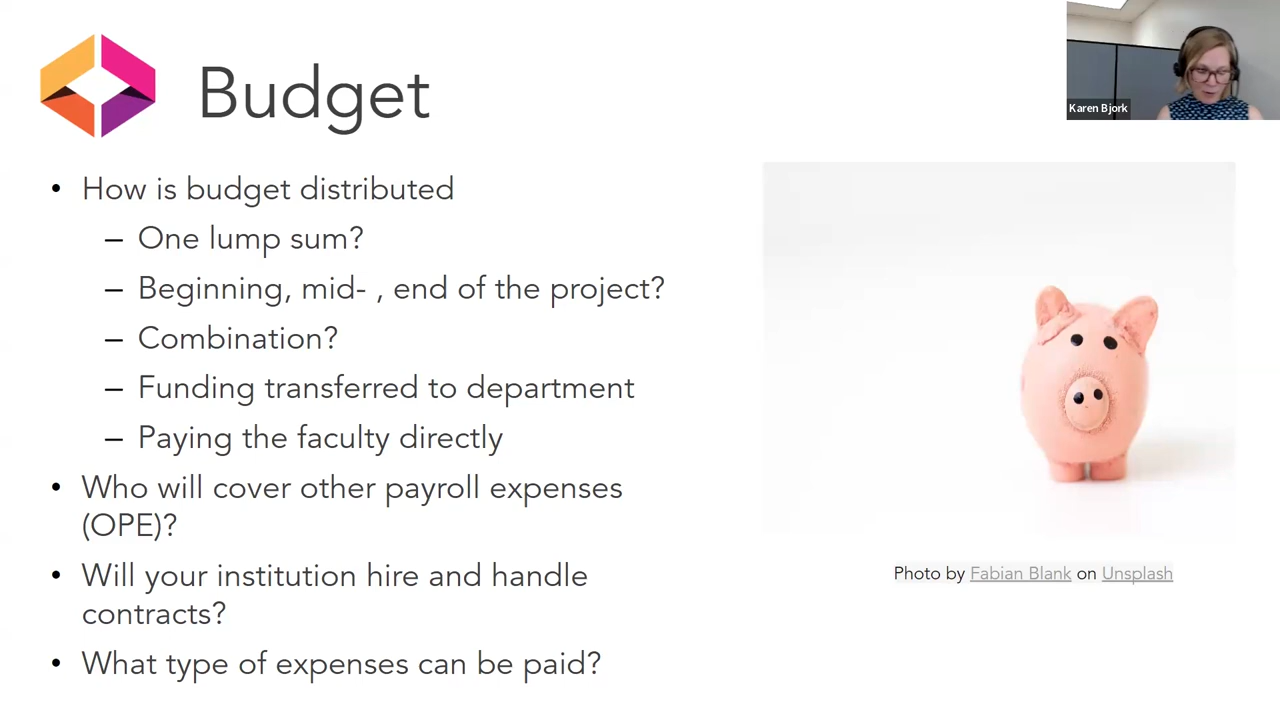 Budget
Karen Bjork
• How is budget distributed
– One lump sum?
– Beginning, mid- , end of the project?
– Combination?
– Funding transferred to department
– Paying the faculty directly
• Who will cover other payroll expenses
(OPE)?
• Will your institution hire and handle
contracts?
• What type of expenses can be paid?
Photo by Fabian Blank on Unsplash